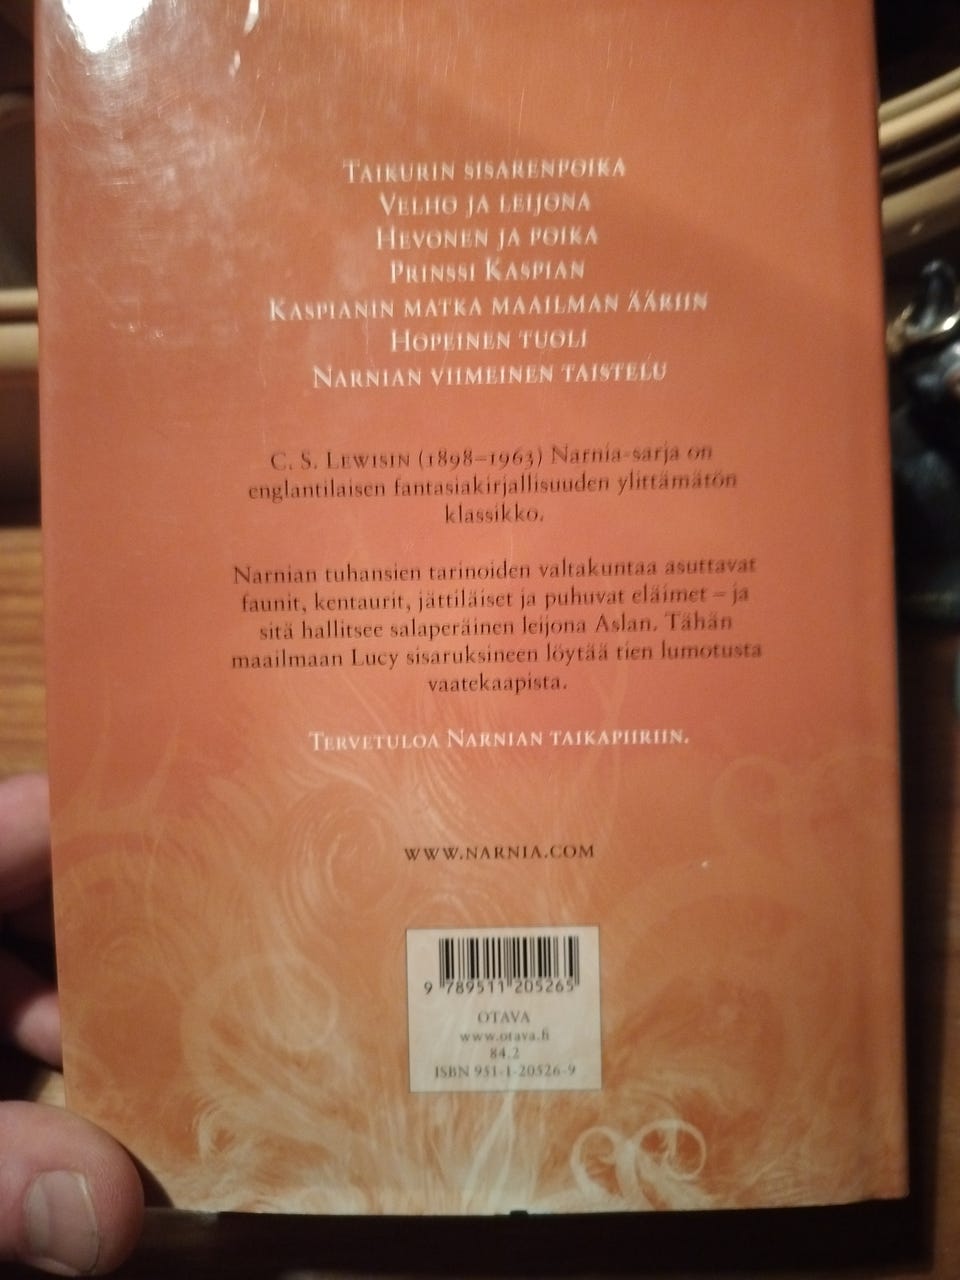 TAIKURIN SISARENPOIKA
VELHO JA LEIJONA
HEVONEN JA POIKA
PRINSSI KASPIAN
KASPIANIN MATKA MAAILMAN ÄÄRIIN
HOPEINEN TUOLI
NARNIAN VIIMEINEN TAISTELU
C. S. LEWISIN (1898–1963) Narnia-sarja on
englantilaisen fantasiakirjallisuuden ylittämätön
klassikko.
Narnian tuhansien tarinoiden valtakuntaa asuttavat
faunit, kentaurit, jättiläiset ja puhuvat eläimet – ja
sitä hallitsee salaperäinen leijona Aslan. Tähän
maailmaan Lucy sisaruksineen löytää tien lumotusta
vaatekaapista.
TERVETULOA NARNIAN TAIKAPIIRIIN.
WWW.NARNIA.COM
9 789511 205265
OTAVA
www.otava.fi
84.2
ISBN 951-1-20526-9